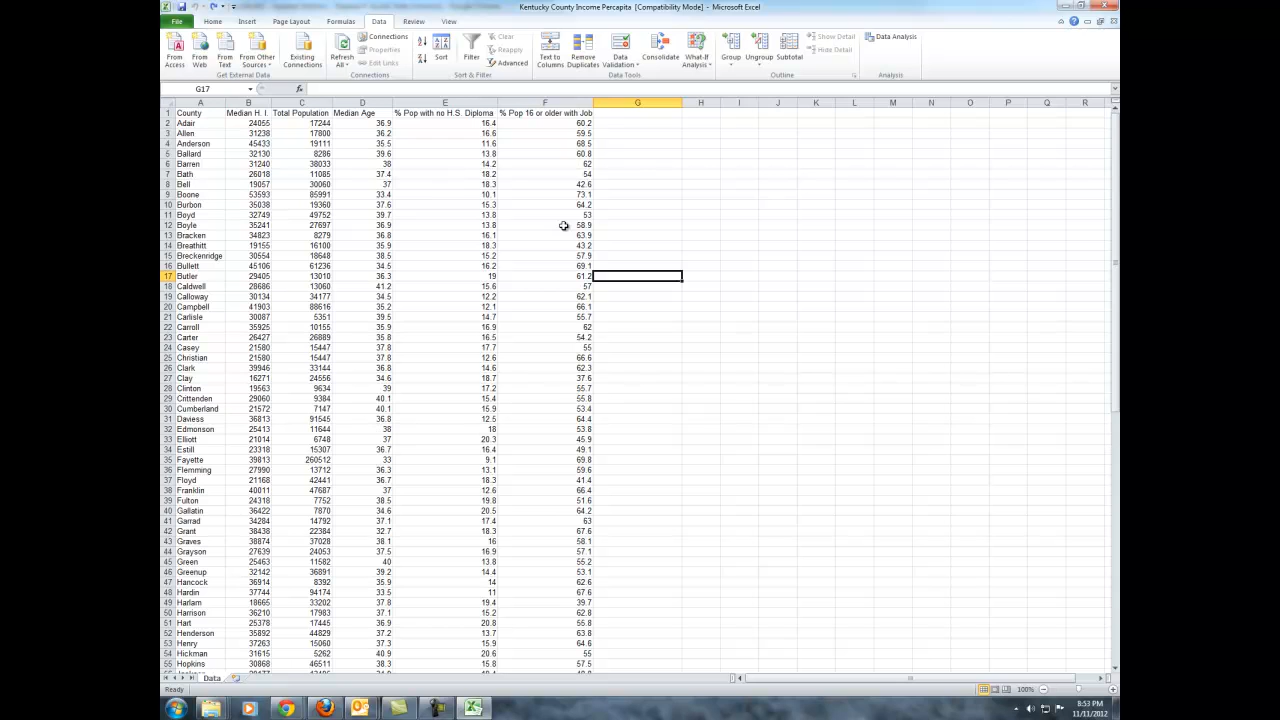 Kentucky County Income Percapita [Compatibility Mode] - Microsoft Excel
File Home Insert Page Layout Formulas Data Review View
From Access From Web From Text From Other Sources Existing Connections Refresh All Connections Properties Edit Links Sort Filter Clear Reapply Advanced Text to Columns Remove Duplicates Data Validation Consolidate What-If Analysis Group Ungroup Subtotal Show Detail Hide Detail Data Analysis
Get External Data Connections Sort & Filter Data Tools Outline Analysis
G17 fx
A B C D E F G H I J K L M N O P Q R
1 County Median H. I. Total Population Median Age % Pop with no H.S. Diploma % Pop 16 or older with Job
2 Adair 24055 17244 36.9 16.4 60.2
3 Allen 31238 17800 36.2 16.6 59.5
4 Anderson 45433 19111 35.5 11.6 68.5
5 Ballard 32130 8286 39.6 13.8 60.8
6 Barren 31240 38033 38 14.2 62
7 Bath 26018 11085 37.4 18.2 54
8 Bell 19057 30060 37 18.3 42.6
9 Boone 53593 85991 33.4 10.1 73.1
10 Burbon 35038 19360 37.6 15.3 64.2
11 Boyd 32749 49752 39.7 13.8 53
12 Boyle 35241 27697 36.9 13.8 58.9
13 Bracken 34823 8279 36.8 16.1 63.9
14 Breathitt 19155 16100 35.9 18.3 43.2
15 Breckenridge 30554 18648 38.5 15.2 57.9
16 Bullett 45106 61236 34.5 16.2 69.1
17 Butler 29405 13010 36.3 19 61.2
18 Caldwell 28686 13060 41.2 15.6 57
19 Calloway 30134 34177 34.5 12.2 62.1
20 Campbell 41903 88616 35.2 12.1 66.1
21 Carlisle 30087 5351 39.5 14.7 55.7
22 Carroll 35925 10155 35.9 16.9 62
23 Carter 26427 26889 35.8 16.5 54.2
24 Casey 21580 15447 37.8 17.7 55
25 Christian 21580 15447 37.8 12.6 66.6
26 Clark 39946 33144 36.8 14.6 62.3
27 Clay 16271 24556 34.6 18.7 37.6
28 Clinton 19563 9634 39 17.2 55.7
29 Crittenden 29060 9384 40.1 15.4 55.8
30 Cumberland 21572 7147 40.1 15.9 53.4
31 Daviess 36813 91545 36.8 12.5 64.4
32 Edmonson 25413 11644 38 18 53.8
33 Elliott 21014 6748 37 20.3 45.9
34 Estill 23318 15307 36.7 16.4 49.1
35 Fayette 39813 260512 33 9.1 69.8
36 Flemming 27990 13712 36.3 13.1 59.6
37 Floyd 21168 42441 36.7 18.3 41.4
38 Franklin 40011 47687 37 12.6 66.4
39 Fulton 24318 7752 38.5 19.8 51.6
40 Gallatin 36422 7870 34.6 20.5 64.2
41 Garrad 34284 14792 37.1 17.4 63
42 Grant 38438 22384 32.7 18.3 67.6
43 Graves 38874 37028 38.1 16 58.1
44 Grayson 27639 24053 37.5 16.9 57.1
45 Green 25463 11582 40 13.8 55.2
46 Greenup 32142 36891 39.2 14.4 53.1
47 Hancock 36914 8392 35.9 14 62.6
48 Hardin 37744 94174 33.5 11 67.6
49 Harlam 18665 33202 37.8 19.4 39.7
50 Harrison 36210 17983 37.1 15.2 62.8
51 Hart 25378 17445 36.9 20.8 55.8
52 Henderson 35892 44829 37.2 13.7 63.8
53 Henry 37263 15060 37.3 15.9 64.6
54 Hickman 31615 5262 40.9 20.6 55
55 Hopkins 30868 46511 38.3 15.8 57.5
Data
Ready 100%
8:53 PM
11/11/2012